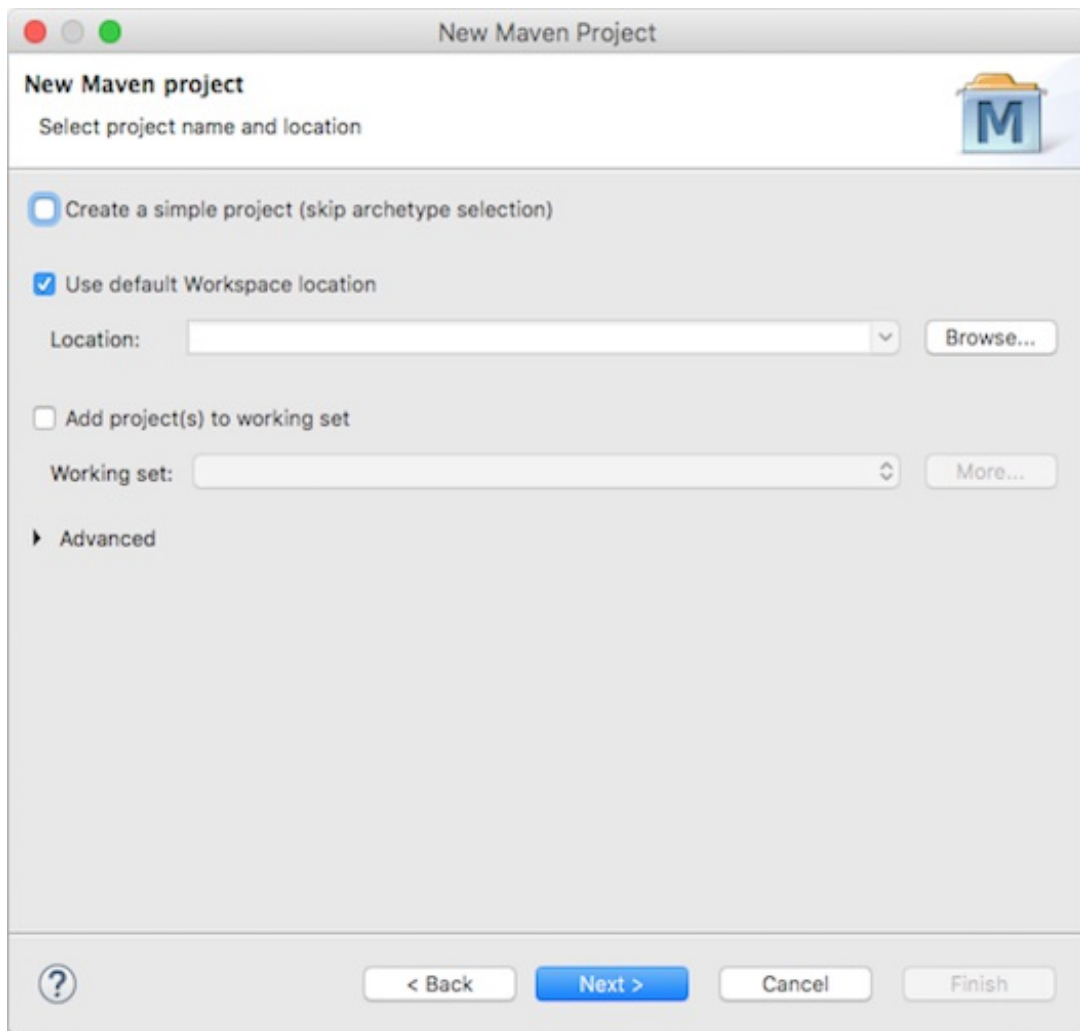 New Maven Project
New Maven project
Select project name and location
M
Create a simple project (skip archetype selection)
Use default Workspace location
Location:
Browse...
Add project(s) to working set
Working set:
More...
Advanced
?
< Back
Next >
Cancel
Finish